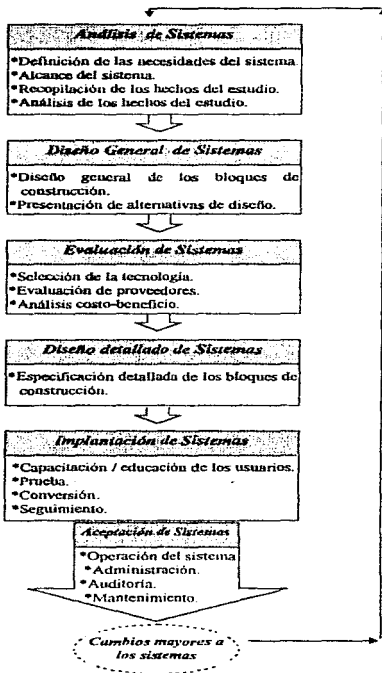 Análisis de Sistemas
*Definición de las necesidades del sistema.
*Alcance del sistema.
*Recopilación de los hechos del estudio.
*Análisis de los hechos del estudio.
Diseño General de Sistemas
*Diseño general de los bloques de
construcción.
*Presentación de alternativas de diseño.
Evaluación de Sistemas
*Selección de la tecnología.
*Evaluación de proveedores.
*Análisis costo-beneficio.
Diseño detallado de Sistemas
*Especificación detallada de los bloques de
construcción.
Implantación de Sistemas
*Capacitación / educación de los usuarios.
*Prueba.
*Conversión.
*Seguimiento.
Aceptación de Sistemas
*Operación del sistema
*Administración.
*Auditoría.
*Mantenimiento.
Cambios mayores a
los sistemas